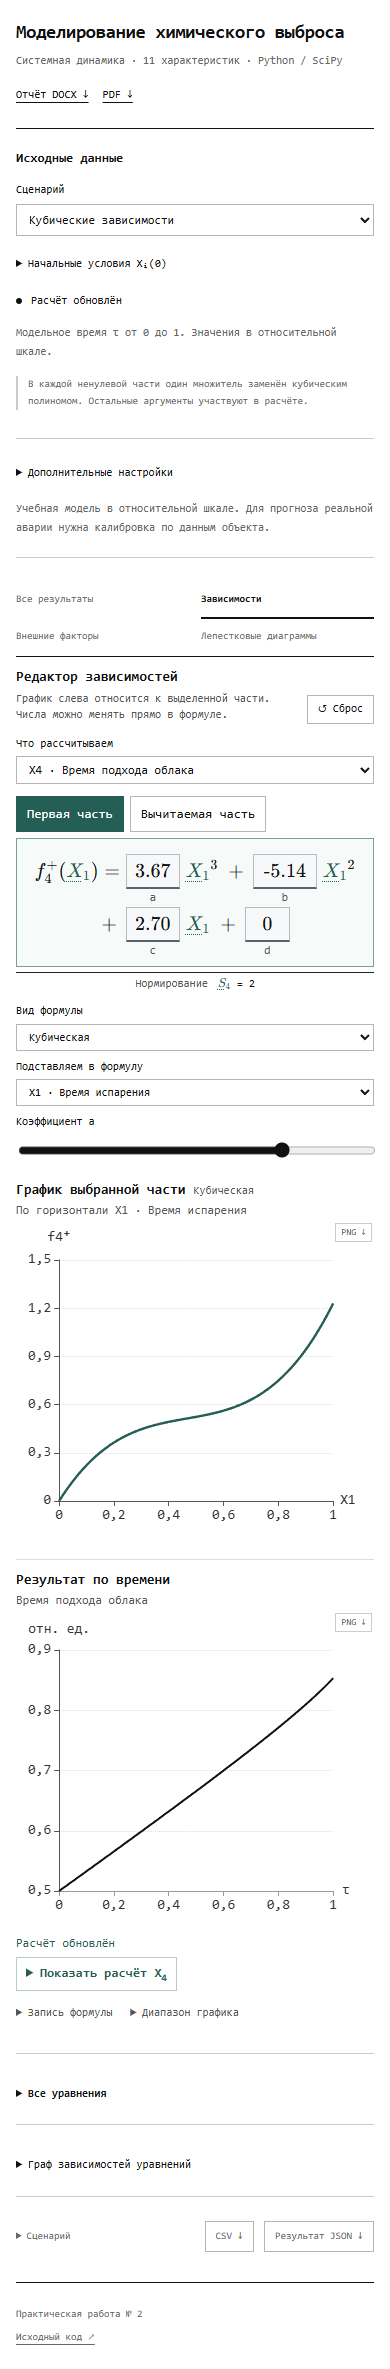 Моделирование химического выброса
Системная динамика · 11 характеристик · Python / SciPy
Отчёт DOCX ↓ PDF ↓
Исходные данные
Сценарий
Кубические зависимости
▶ Начальные условия Xᵢ(0)
● Расчёт обновлён
Модельное время τ от 0 до 1. Значения в относительной
шкале.
В каждой ненулевой части один множитель заменён кубическим
полиномом. Остальные аргументы участвуют в расчёте.
▶ Дополнительные настройки
Учебная модель в относительной шкале. Для прогноза реальной
аварии нужна калибровка по данным объекта.
Все результаты Зависимости
Внешние факторы Лепестковые диаграммы
Редактор зависимостей
График слева относится к выделенной части.
Числа можно менять прямо в формуле.
↺ Сброс
Что рассчитываем
X4 · Время подхода облака
Первая часть Вычитаемая часть
f₄⁺(X₁) = 3.67 X₁³ + -5.14 X₁²
a b
+ 2.70 X₁ + 0
c d
Нормирование S₄ = 2
Вид формулы
Кубическая
Подставляем в формулу
X1 · Время испарения
Коэффициент a
График выбранной части Кубическая
По горизонтали X1 · Время испарения
PNG ↓
f4⁺
1,5
1,2
0,9
0,6
0,3
0
X1
0 0,2 0,4 0,6 0,8 1
Результат по времени
Время подхода облака
PNG ↓
отн. ед.
0,9
0,8
0,7
0,6
0,5
τ
0 0,2 0,4 0,6 0,8 1
Расчёт обновлён
▶ Показать расчёт X₄
▶ Запись формулы ▶ Диапазон графика
▶ Все уравнения
▶ Граф зависимостей уравнений
▶ Сценарий CSV ↓ Результат JSON ↓
Практическая работа № 2
Исходный код ↗